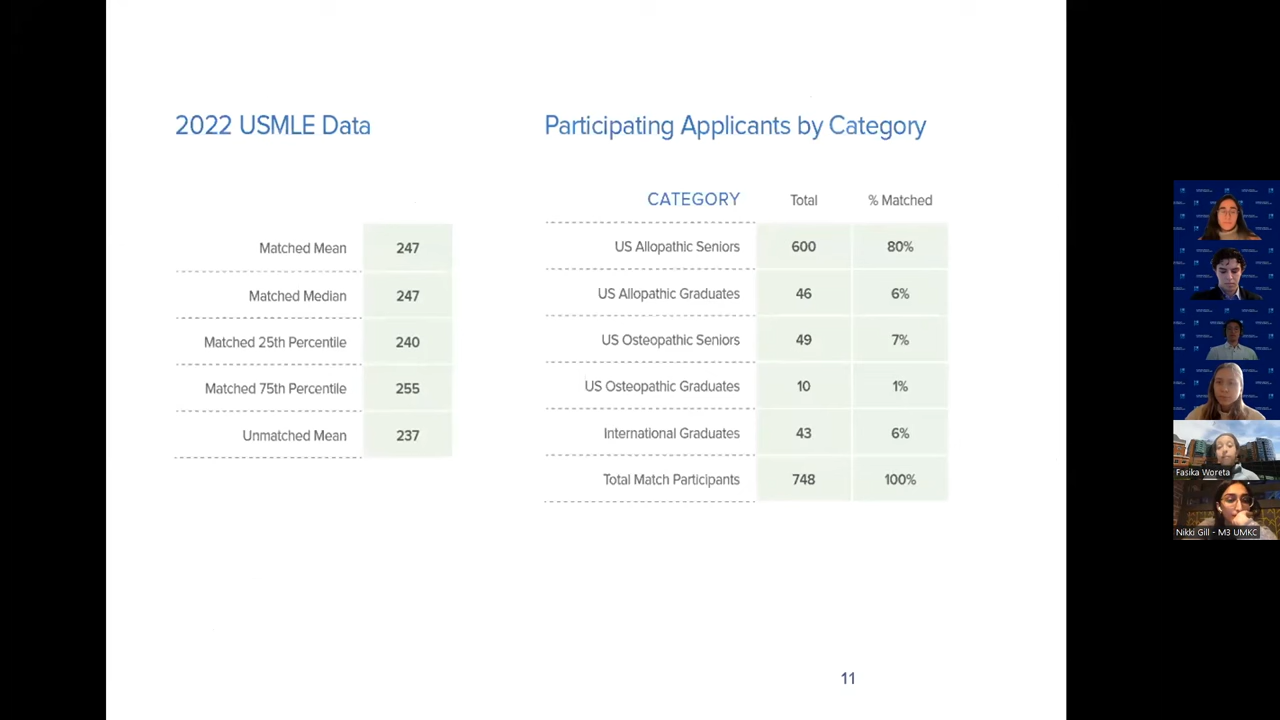 2022 USMLE Data
Matched Mean 247
Matched Median 247
Matched 25th Percentile 240
Matched 75th Percentile 255
Unmatched Mean 237
Participating Applicants by Category
CATEGORY Total % Matched
US Allopathic Seniors 600 80%
US Allopathic Graduates 46 6%
US Osteopathic Seniors 49 7%
US Osteopathic Graduates 10 1%
International Graduates 43 6%
Total Match Participants 748 100%
11
Fasika Woreta
Nikki Gill - M3 UMKC